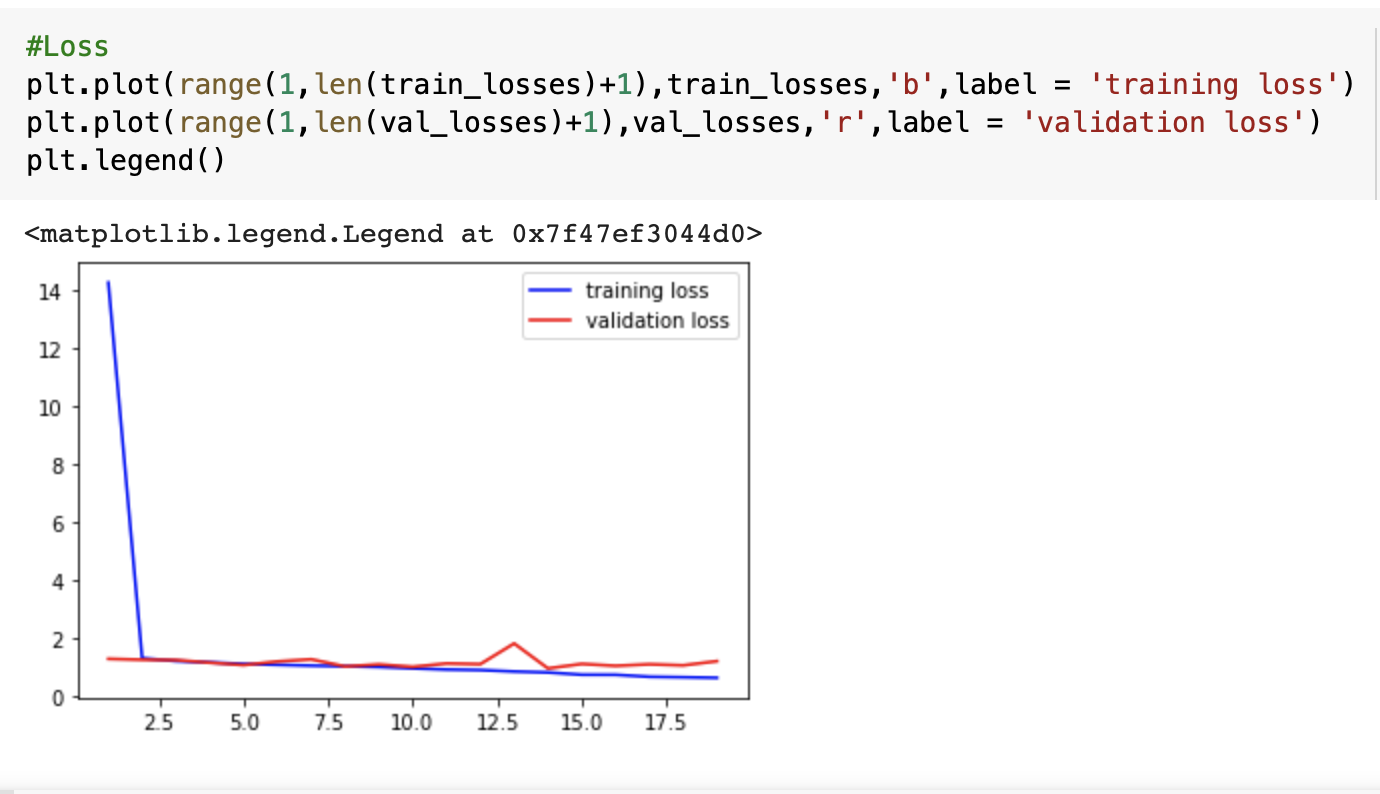 #Loss
plt.plot(range(1,len(train_losses)+1),train_losses,'b',label = 'training loss')
plt.plot(range(1,len(val_losses)+1),val_losses,'r',label = 'validation loss')
plt.legend()
<matplotlib.legend.Legend at 0x7f47ef3044d0>
training loss
validation loss
14
12
10
8
6
4
2
0
2.5 5.0 7.5 10.0 12.5 15.0 17.5